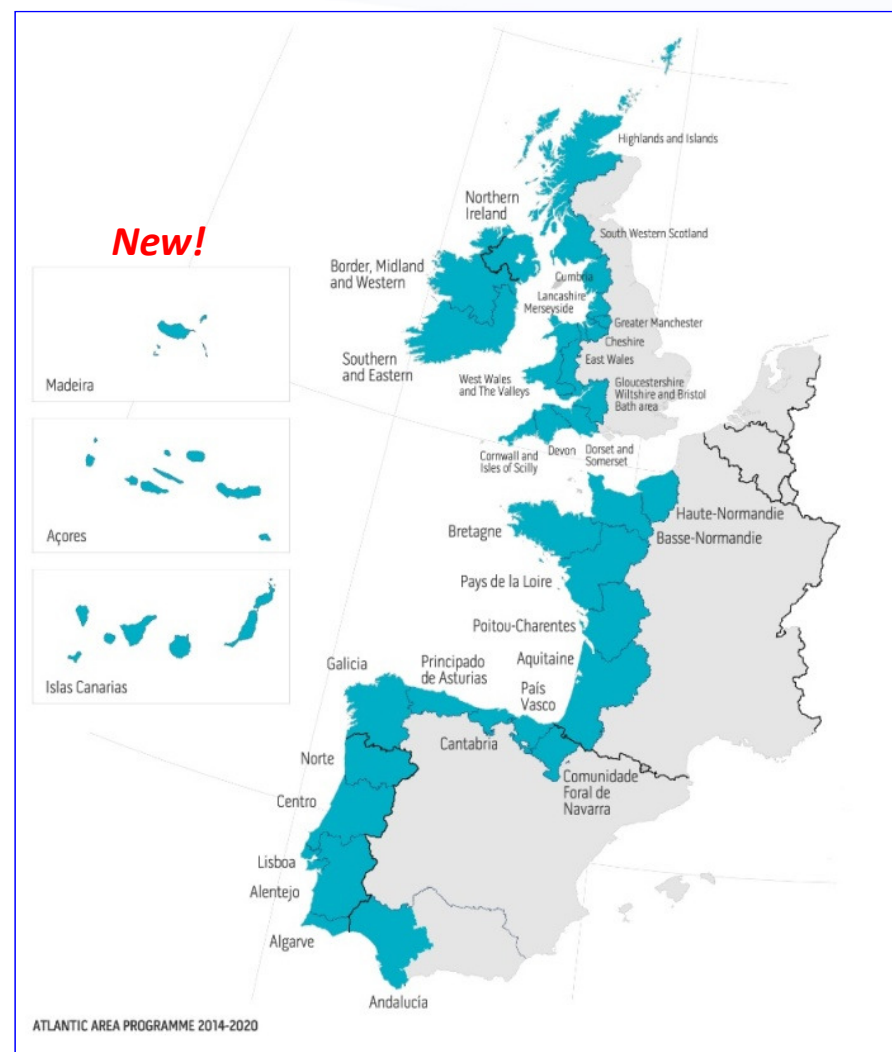 Highlands and Islands
Northern
Ireland
South Western Scotland
New!
Border, Midland
and Western
Cumbria
Lancashire
Merseyside
Greater Manchester
Cheshire
East Wales
Southern
and Eastern
West Wales
and The Valleys
Gloucestershire
Wiltshire and Bristol
Bath area
Madeira
Cornwall and
Isles of Scilly
Devon
Dorset and
Somerset
Haute-Normandie
Bretagne
Basse-Normandie
Açores
Pays de la Loire
Poitou-Charentes
Aquitaine
Galicia
Principado
de Asturias
País
Vasco
Islas Canarias
Cantabria
Norte
Comunidade
Foral de
Navarra
Centro
Lisboa
Alentejo
Algarve
Andalucía
ATLANTIC AREA PROGRAMME 2014-2020